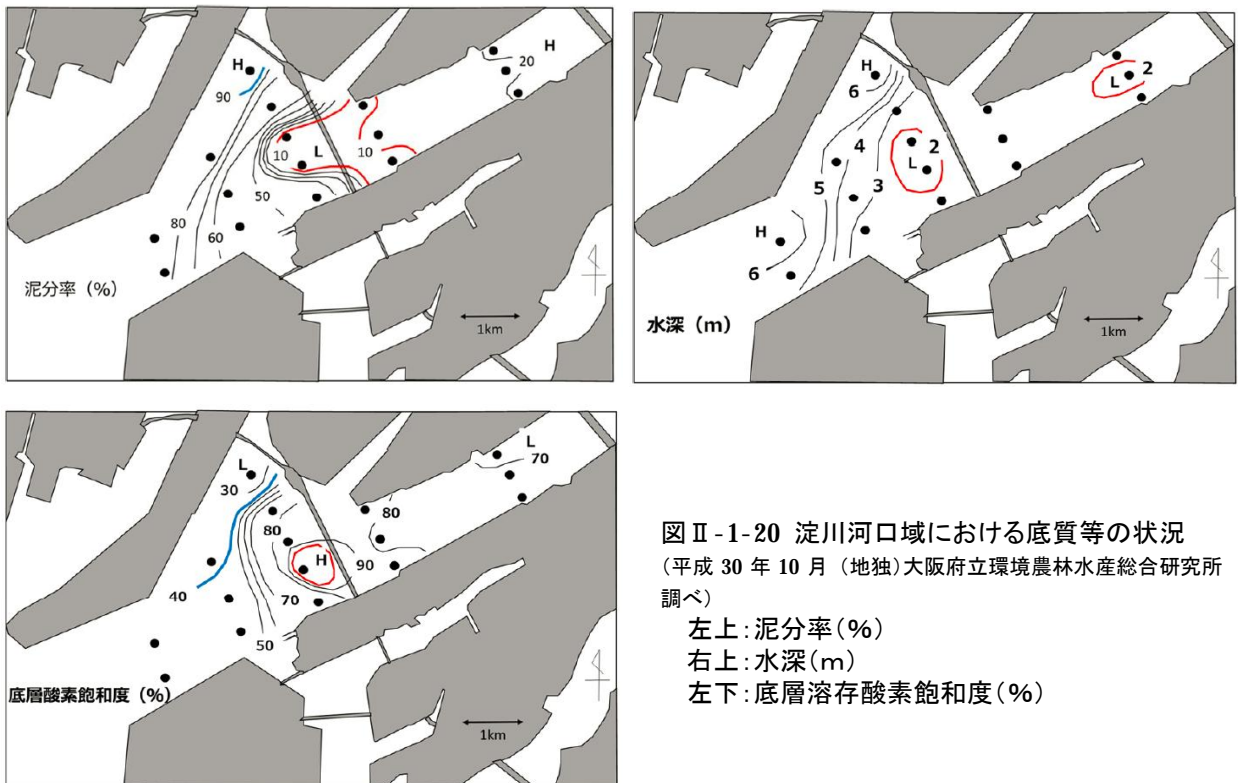 H
90
10
L
10
H
20
50
80
60
泥分率(%)
1km
H
6
4
2
L
5
3
H
6
L
2
水深(m)
1km
L
30
80
80
H
90
L
70
40
70
50
底層酸素飽和度(%)
1km
図Ⅱ-1-20 淀川河口域における底質等の状況
(平成 30 年 10 月 (地独)大阪府立環境農林水産総合研究所
調べ)
左上:泥分率(%)
右上:水深(m)
左下:底層溶存酸素飽和度(%)